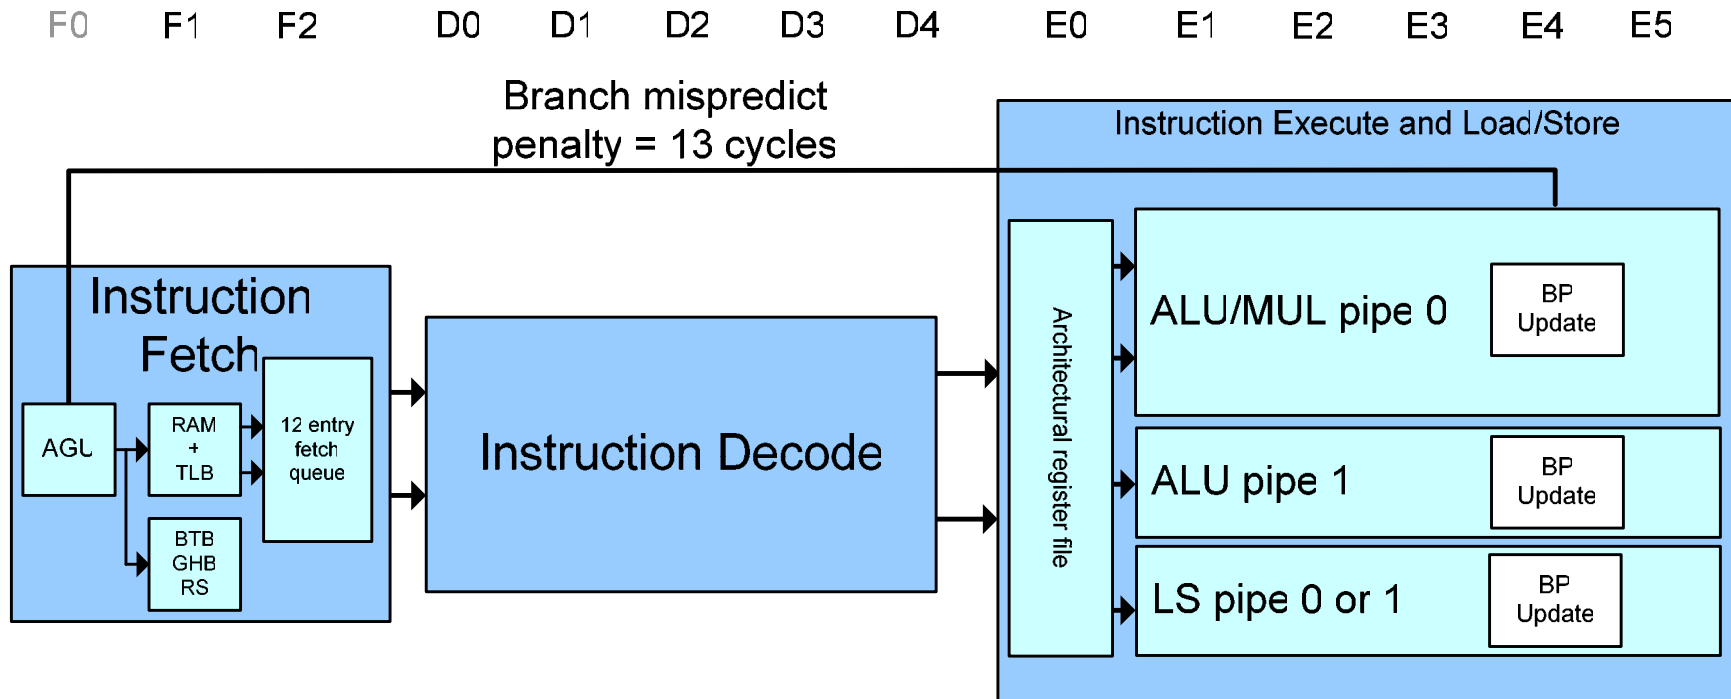 F0 F1 F2 D0 D1 D2 D3 D4 E0 E1 E2 E3 E4 E5
Branch mispredict
penalty = 13 cycles
Instruction Execute and Load/Store
Instruction
Fetch
AGU
RAM
+
TLB
BTB
GHB
RS
12 entry
fetch
queue
Instruction Decode
Architectural register file
ALU/MUL pipe 0
BP
Update
ALU pipe 1
BP
Update
LS pipe 0 or 1
BP
Update